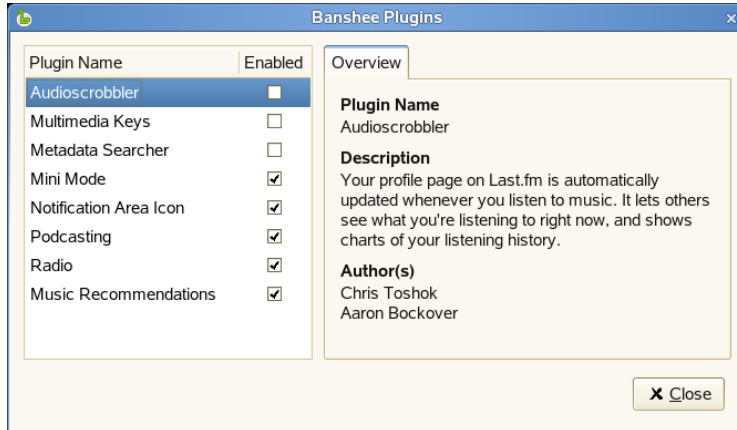 Banshee Plugins
Plugin Name Enabled
Audioscrobbler
Multimedia Keys
Metadata Searcher
Mini Mode
Notification Area Icon
Podcasting
Radio
Music Recommendations
Overview
Plugin Name
Audioscrobbler
Description
Your profile page on Last.fm is automatically
updated whenever you listen to music. It lets others
see what you're listening to right now, and shows
charts of your listening history.
Author(s)
Chris Toshok
Aaron Bockover
Close